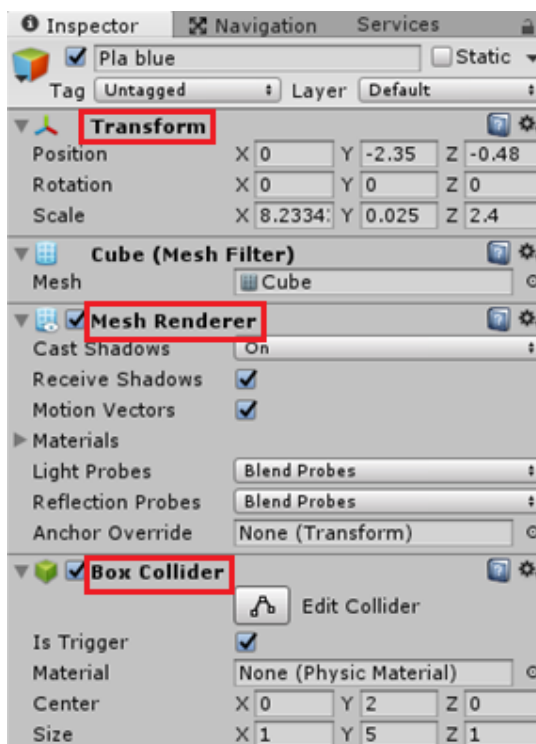 Inspector Navigation Services
Pla blue Static
Tag Untagged Layer Default
Transform
Position X 0 Y -2.35 Z -0.48
Rotation X 0 Y 0 Z 0
Scale X 8.2334 Y 0.025 Z 2.4
Cube (Mesh Filter)
Mesh Cube
Mesh Renderer
Cast Shadows On
Receive Shadows
Motion Vectors
Materials
Light Probes Blend Probes
Reflection Probes Blend Probes
Anchor Override None (Transform)
Box Collider
Edit Collider
Is Trigger
Material None (Physic Material)
Center X 0 Y 2 Z 0
Size X 1 Y 5 Z 1